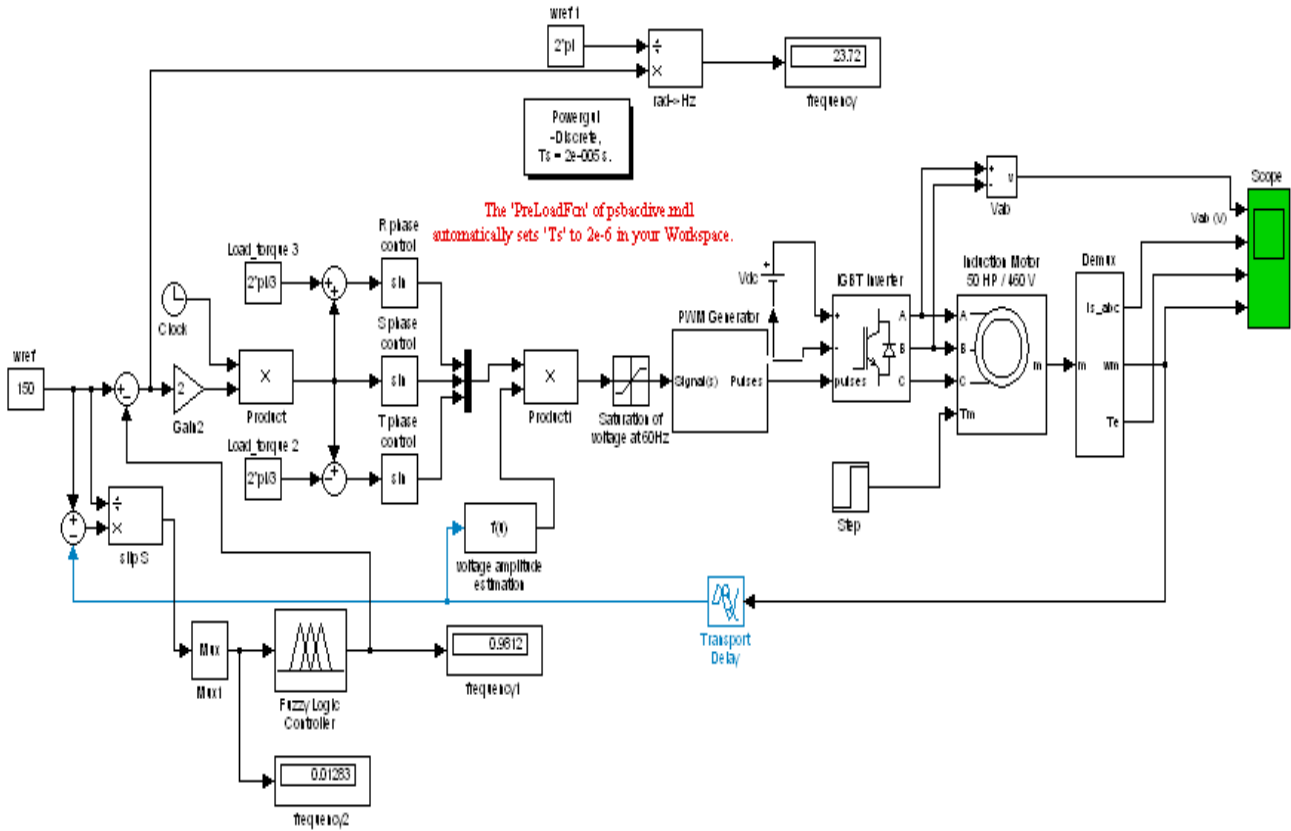 wref 1
2*pi
÷
×
rad->Hz
23.72
frequency
Powergui
-Discrete,
Ts = 2e-005 s.
The 'PreLoadFcn' of psbacdive.mdl
automatically sets 'Ts' to 2e-6 in your Workspace.
+
-
v
Vab
Scope
Vab (V)
R phase
control
Load_torque 3
2*pi/3
sin
Clock
S phase
control
sin
wref
150
2
Gain2
×
Product
T phase
control
sin
Load_torque 2
2*pi/3
×
Product1
Saturation of
voltage at 60Hz
PWM Generator
Signal(s)
Pulses
Vdc
IGBT Inverter
+
-
pulses
A
B
C
Induction Motor
50 HP / 460 V
A
B
C
Tm
m
Demux
m
is_abc
wm
Te
Step
÷
×
slip S
f(u)
voltage amplitude
estimation
Transport
Delay
Mux
Mux1
Fuzzy Logic
Controller
0.9812
frequency1
0.01283
frequency2